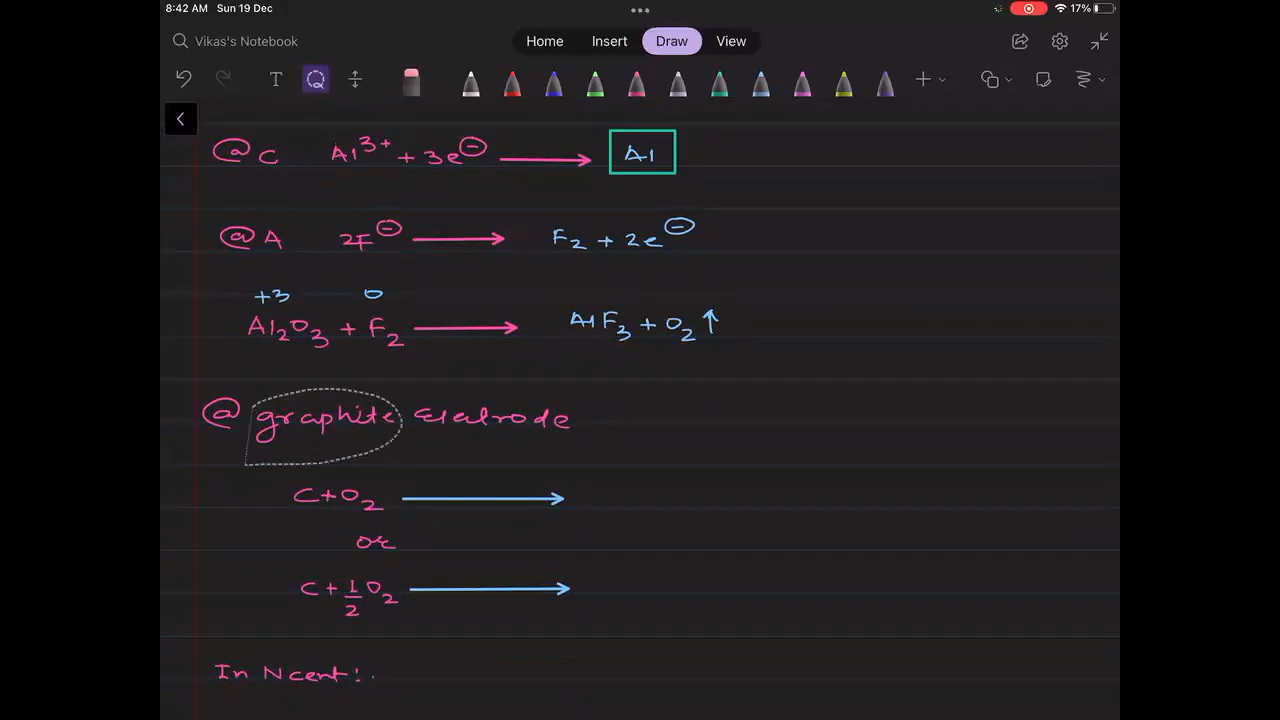 8:42 AM Sun 19 Dec
17%
Vikas's Notebook
Home Insert Draw View
@ C Al³⁺ + 3e⊖ ⟶ Al
@ A 2F⊖ ⟶ F₂ + 2e⊖
+3 0
Al₂O₃ + F₂ ⟶ AlF₃ + O₂ ↑
@ graphite Elelrode
C + O₂ ⟶
or
C + 1/2 O₂ ⟶
In Ncert :